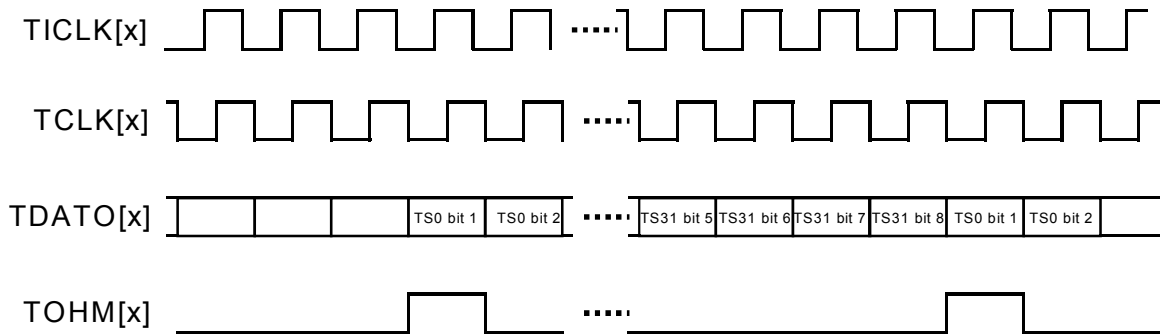 TICLK[x]
TCLK[x]
TDATO[x] TS0 bit 1 TS0 bit 2 TS31 bit 5 TS31 bit 6 TS31 bit 7 TS31 bit 8 TS0 bit 1 TS0 bit 2
TOHM[x]